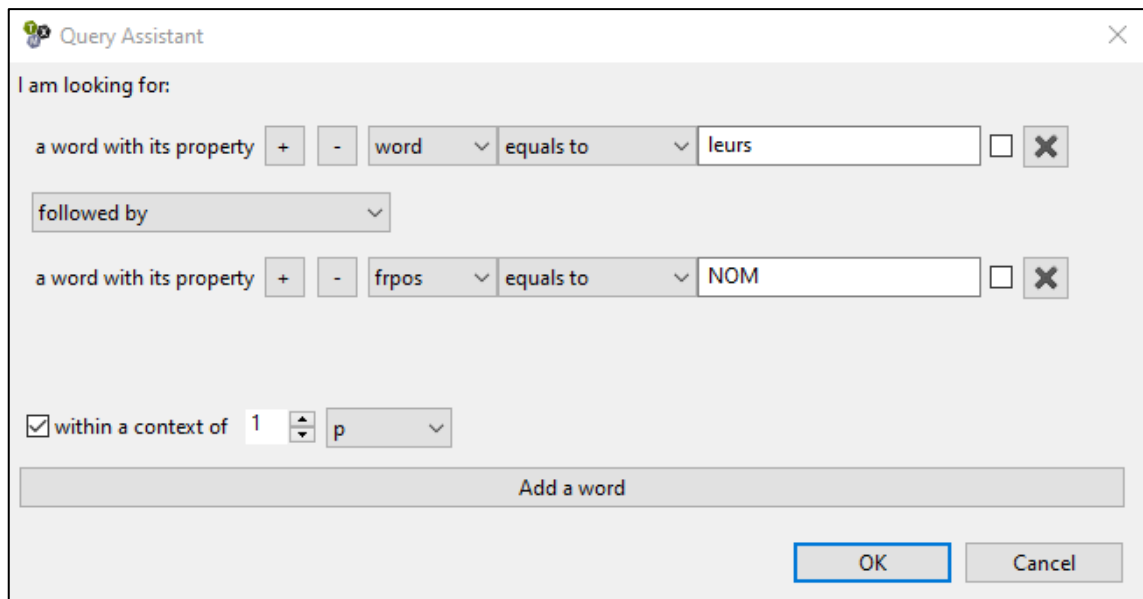 Query Assistant
I am looking for:
a word with its property + - word equals to leurs
followed by
a word with its property + - frpos equals to NOM
within a context of 1 p
Add a word
OK Cancel